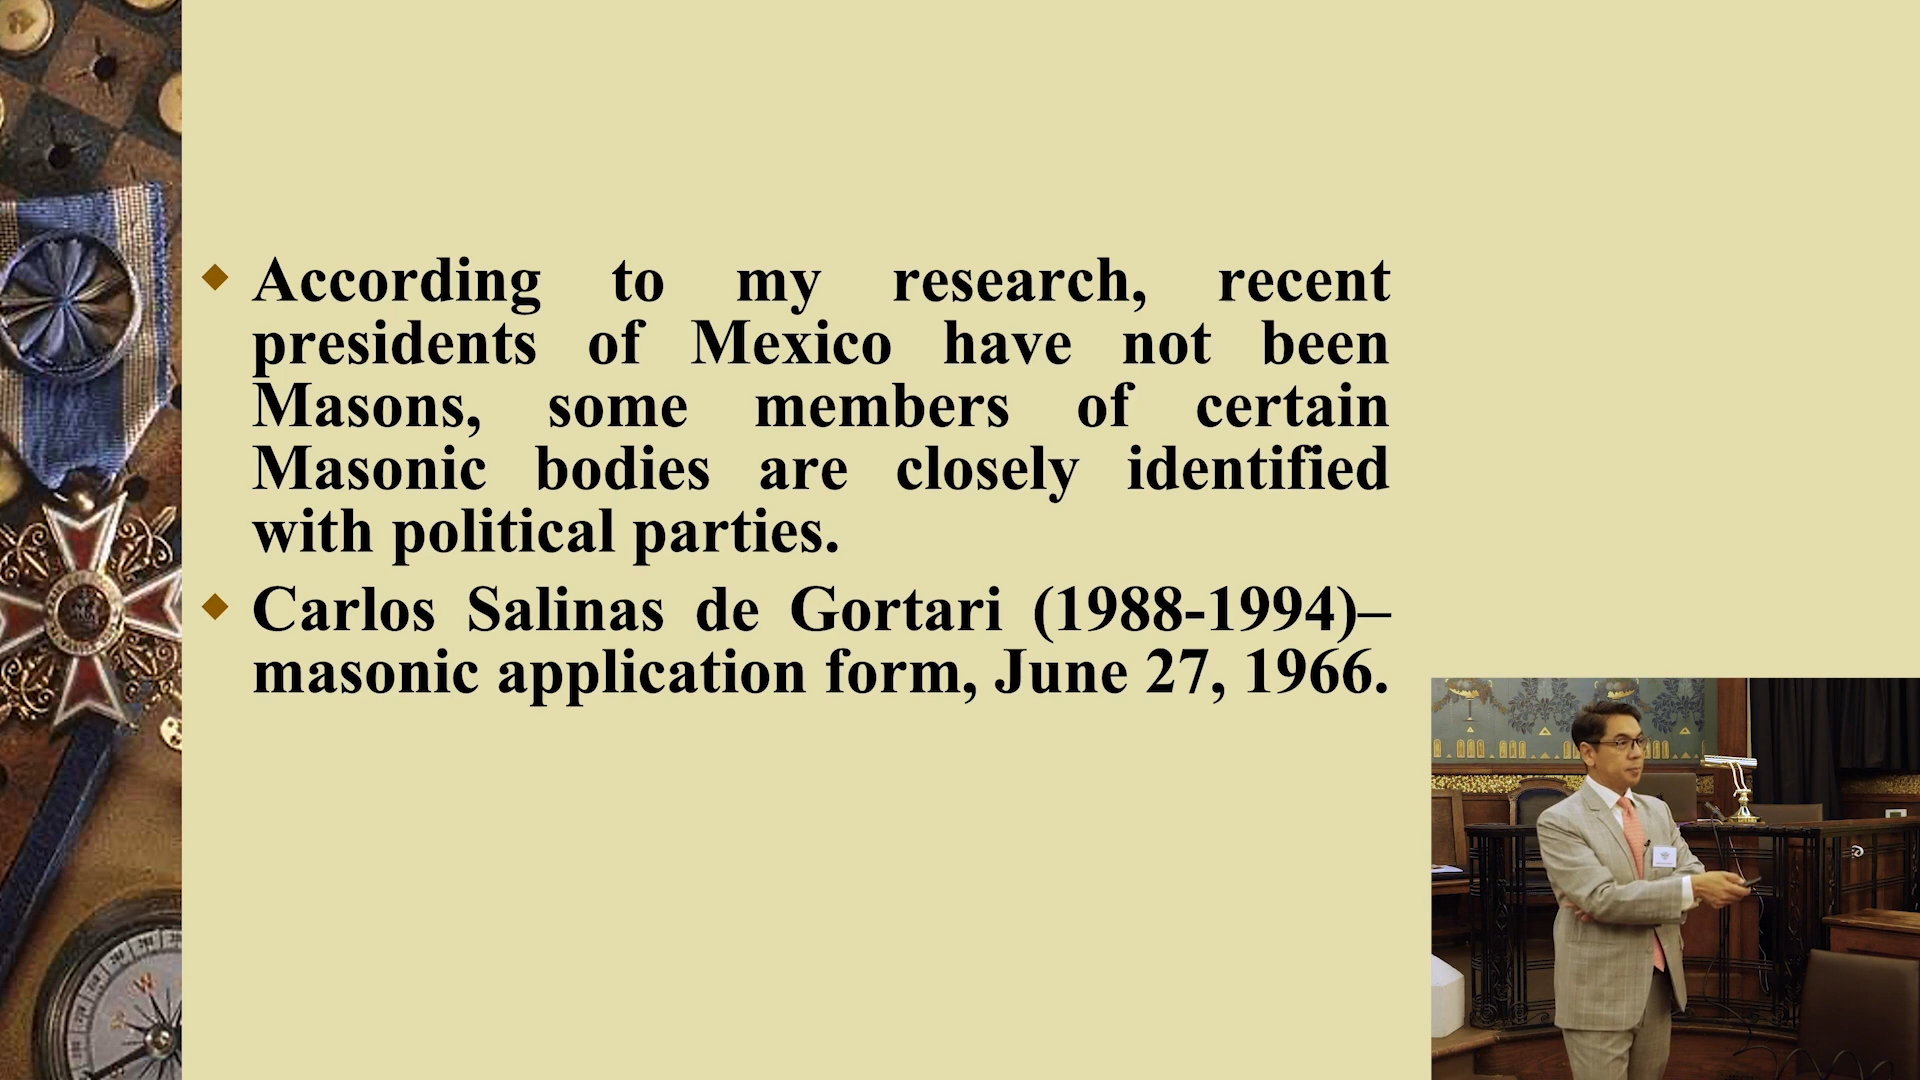 According to my research, recent
presidents of Mexico have not been
Masons, some members of certain
Masonic bodies are closely identified
with political parties.
Carlos Salinas de Gortari (1988-1994)–
masonic application form, June 27, 1966.